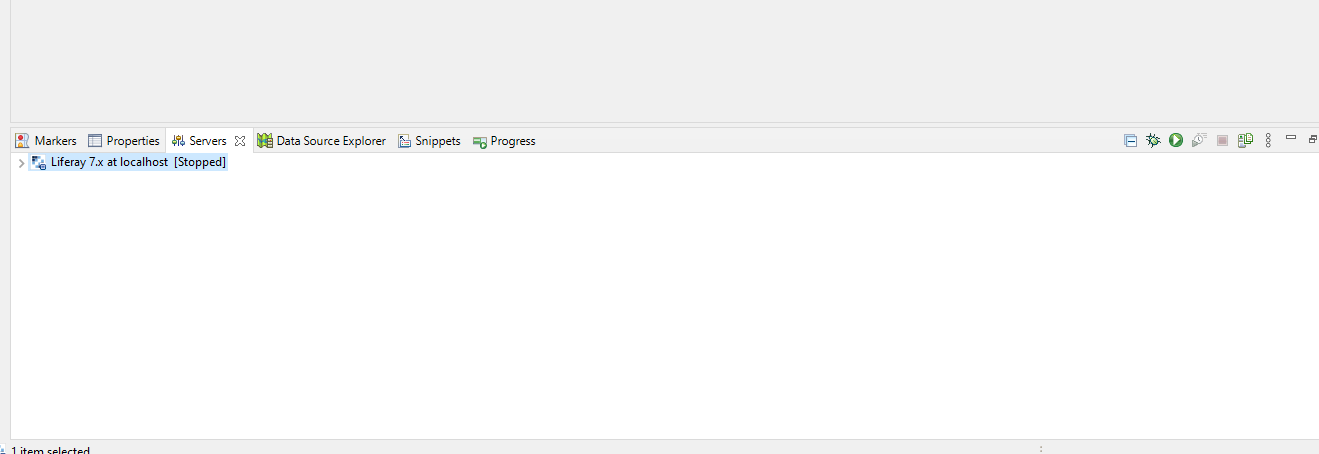 Markers Properties Servers Data Source Explorer Snippets Progress
Liferay 7.x at localhost [Stopped]
1 item selected